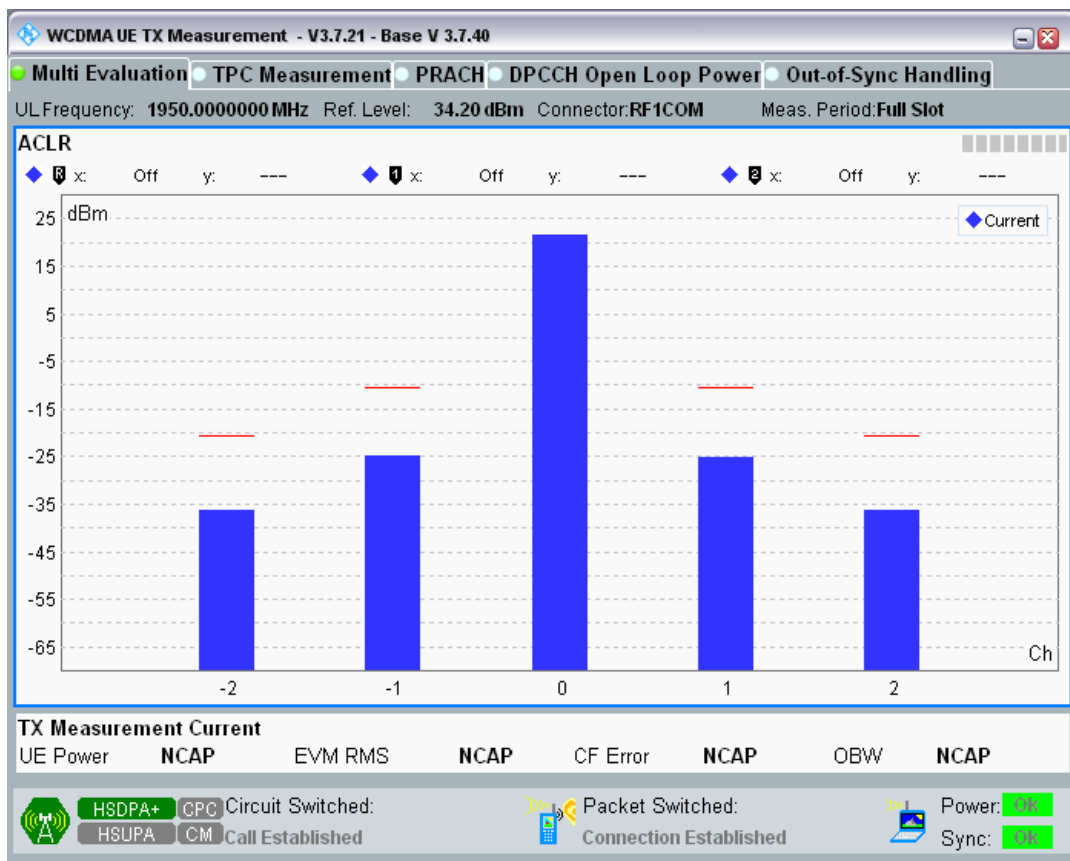 WCDMA UE TX Measurement - V3.7.21 - Base V 3.7.40
Multi Evaluation TPC Measurement PRACH DPCCH Open Loop Power Out-of-Sync Handling
UL Frequency: 1950.0000000 MHz Ref. Level: 34.20 dBm Connector:RF1COM Meas. Period:Full Slot
ACLR
R x: Off y: --- 1 x: Off y: --- 2 x: Off y: ---
dBm
Current
25
15
5
-5
-15
-25
-35
-45
-55
-65
Ch
-2 -1 0 1 2
TX Measurement Current
UE Power NCAP EVM RMS NCAP CF Error NCAP OBW NCAP
HSDPA+ CPC Circuit Switched: Packet Switched: Power: OK
HSUPA CM Call Established Connection Established Sync: OK